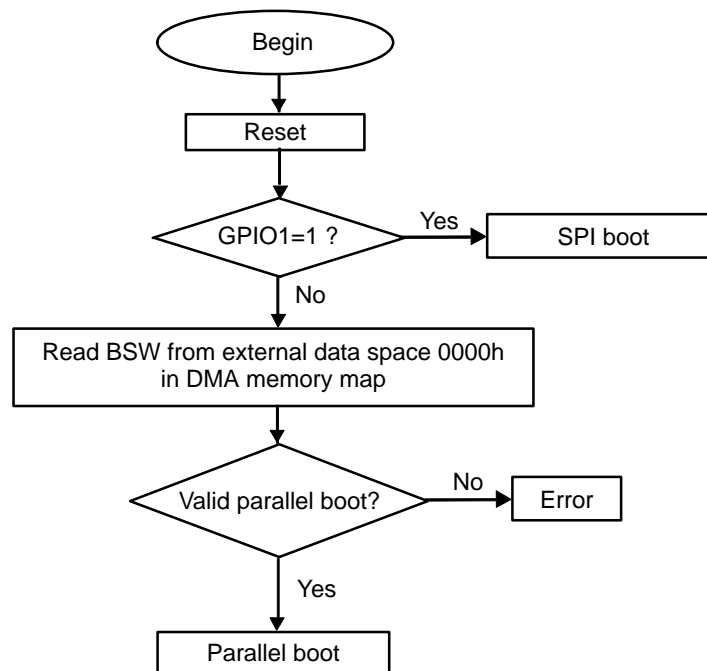 Begin
Reset
GPIO1=1 ?
Yes
SPI boot
No
Read BSW from external data space 0000h
in DMA memory map
Valid parallel boot?
No
Error
Yes
Parallel boot